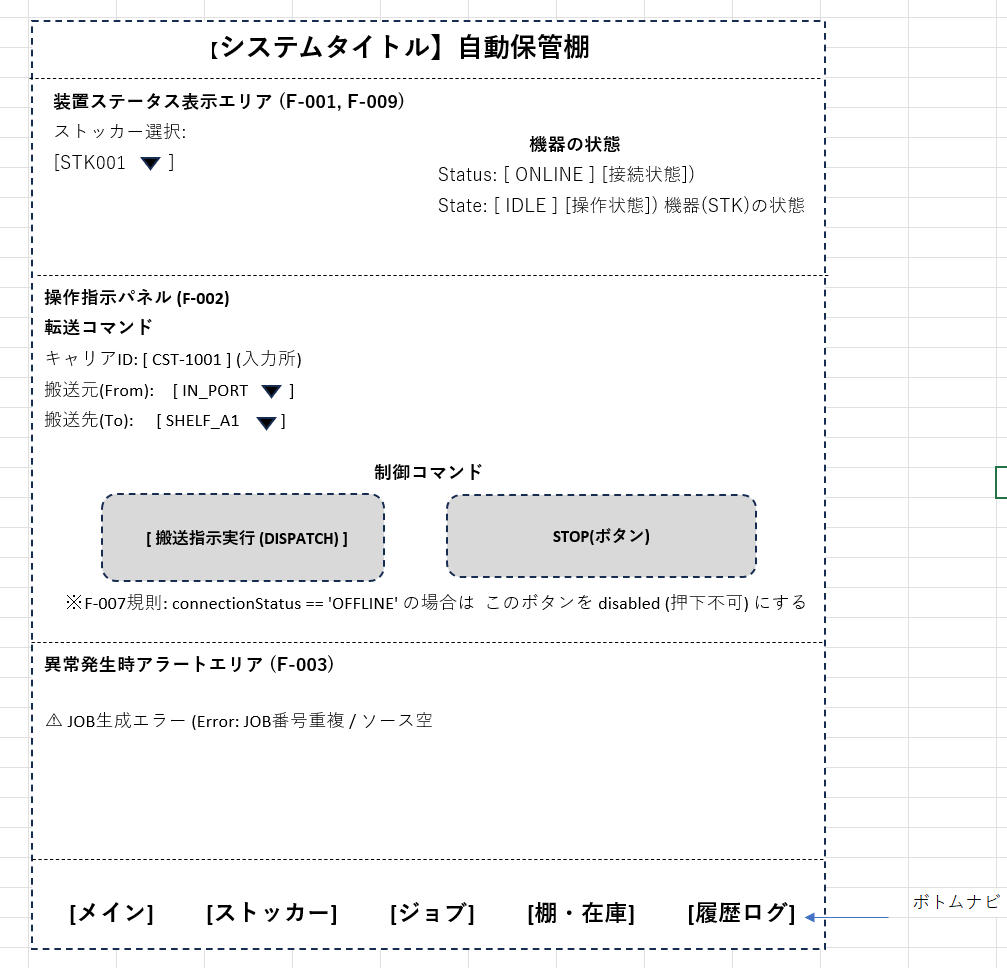 【システムタイトル】自動保管棚
装置ステータス表示エリア (F-001, F-009)
ストッカー選択:
[STK001 ▼ ]
機器の状態
Status: [ ONLINE ] [接続状態])
State: [ IDLE ] [操作状態]) 機器(STK)の状態
操作指示パネル (F-002)
転送コマンド
キャリアID: [ CST-1001 ] (入力所)
搬送元(From): [ IN_PORT ▼ ]
搬送先(To): [ SHELF_A1 ▼ ]
制御コマンド
[ 搬送指示実行 (DISPATCH) ]
STOP(ボタン)
※F-007規則: connectionStatus == 'OFFLINE' の場合は このボタンを disabled (押下不可) にする
異常発生時アラートエリア (F-003)
⚠ JOB生成エラー (Error: JOB番号重複 / ソース空
[メイン] [ストッカー] [ジョブ] [棚・在庫] [履歴ログ]
ボトムナビ